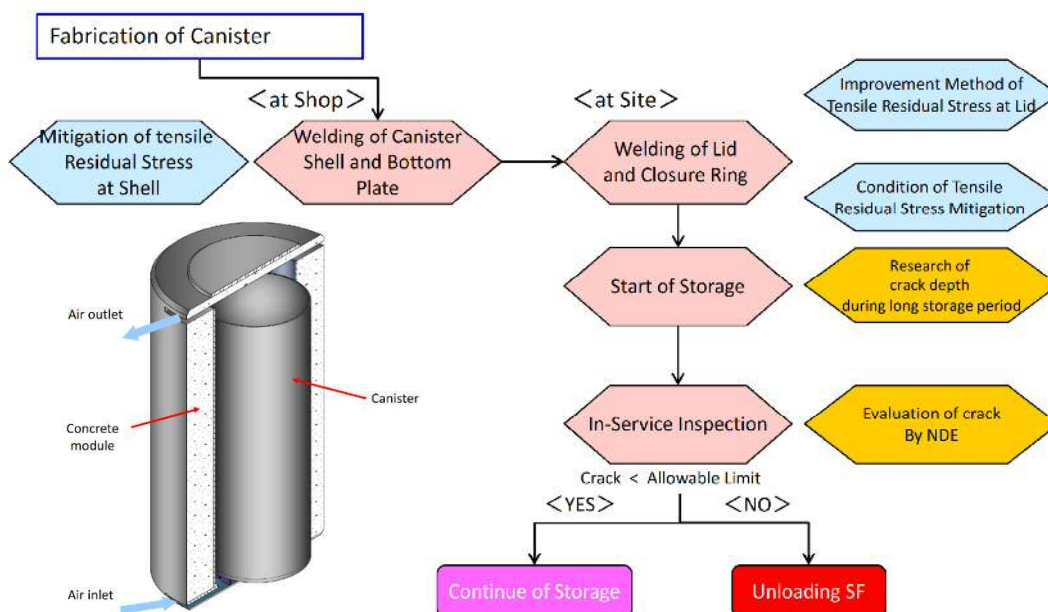 Fabrication of Canister
<at Shop>
<at Site>
Mitigation of tensile
Residual Stress
at Shell
Welding of Canister
Shell and Bottom
Plate
Welding of Lid
and Closure Ring
Improvement Method of
Tensile Residual Stress at Lid
Condition of Tensile
Residual Stress Mitigation
Start of Storage
Research of
crack depth
during long storage period
In-Service Inspection
Evaluation of crack
By NDE
Crack < Allowable Limit
<YES>
<NO>
Continue of Storage
Unloading SF
Air outlet
Canister
Concrete
module
Air inlet